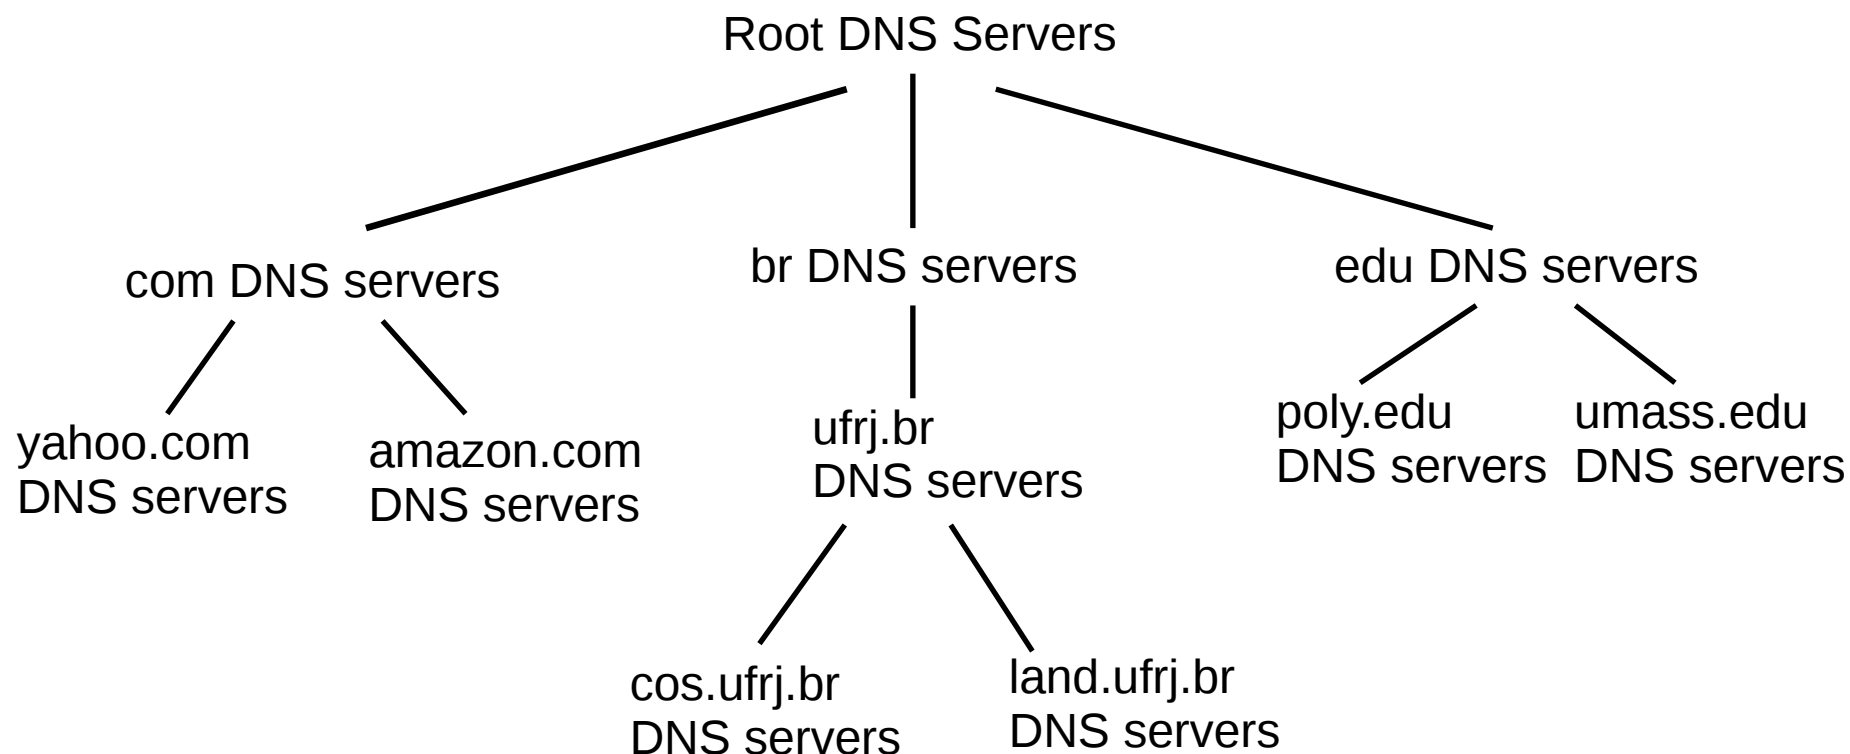 Root DNS Servers
com DNS servers
br DNS servers
edu DNS servers
yahoo.com
DNS servers
amazon.com
DNS servers
ufrj.br
DNS servers
poly.edu
DNS servers
umass.edu
DNS servers
cos.ufrj.br
DNS servers
land.ufrj.br
DNS servers